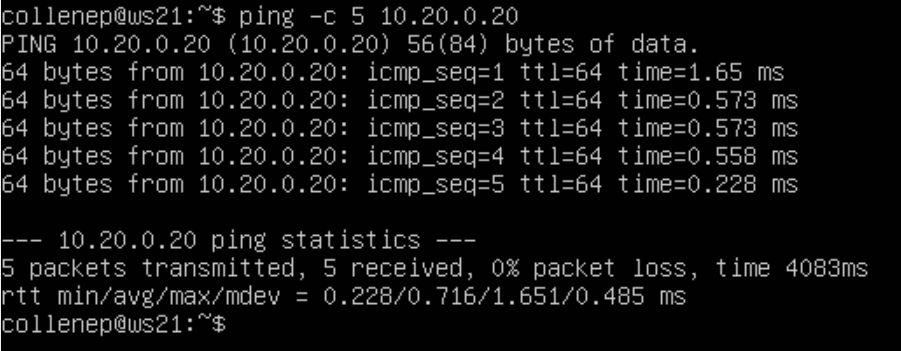 collenep@ws21:~$ ping -c 5 10.20.0.20
PING 10.20.0.20 (10.20.0.20) 56(84) bytes of data.
64 bytes from 10.20.0.20: icmp_seq=1 ttl=64 time=1.65 ms
64 bytes from 10.20.0.20: icmp_seq=2 ttl=64 time=0.573 ms
64 bytes from 10.20.0.20: icmp_seq=3 ttl=64 time=0.573 ms
64 bytes from 10.20.0.20: icmp_seq=4 ttl=64 time=0.558 ms
64 bytes from 10.20.0.20: icmp_seq=5 ttl=64 time=0.228 ms

--- 10.20.0.20 ping statistics ---
5 packets transmitted, 5 received, 0% packet loss, time 4083ms
rtt min/avg/max/mdev = 0.228/0.716/1.651/0.485 ms
collenep@ws21:~$